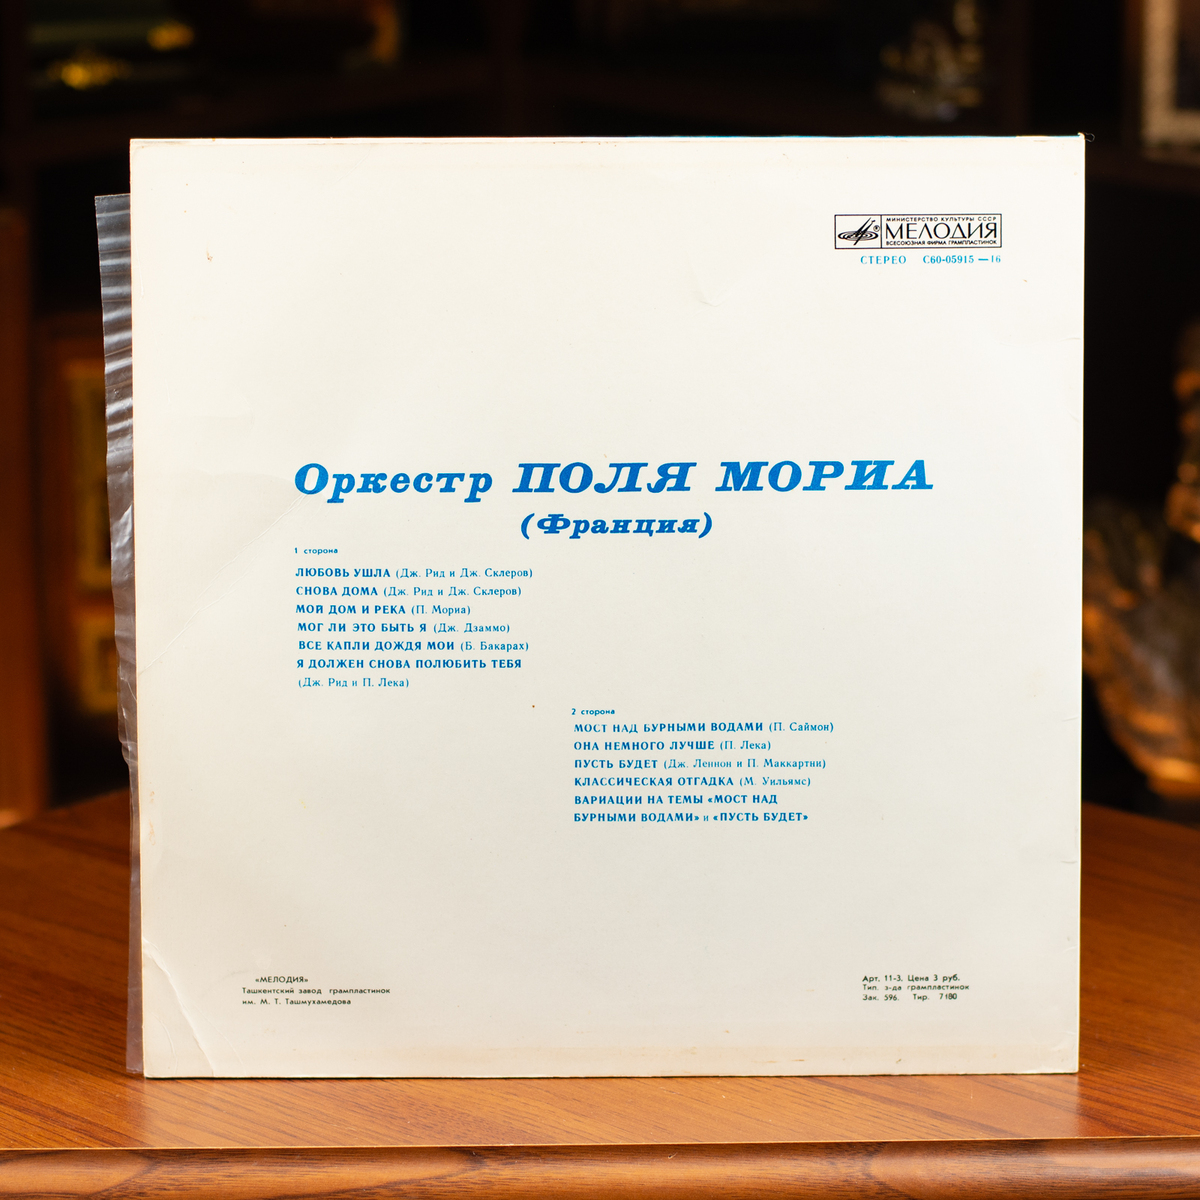 МИНИСТЕРСТВО КУЛЬТУРЫ СССР
МЕЛОДИЯ
ВСЕСОЮЗНАЯ ФИРМА ГРАМПЛАСТИНОК
СТЕРЕО С60-05915—16
Оркестр ПОЛЯ МОРИА
(Франция)
1 сторона
ЛЮБОВЬ УШЛА (Дж. Рид и Дж. Склеров)
СНОВА ДОМА (Дж. Рид и Дж. Склеров)
МОЙ ДОМ И РЕКА (П. Мориа)
МОГ ЛИ ЭТО БЫТЬ Я (Дж. Дзаммо)
ВСЕ КАПЛИ ДОЖДЯ МОИ (Б. Бакарах)
Я ДОЛЖЕН СНОВА ПОЛЮБИТЬ ТЕБЯ
(Дж. Рид и П. Лека)
2 сторона
МОСТ НАД БУРНЫМИ ВОДАМИ (П. Саймон)
ОНА НЕМНОГО ЛУЧШЕ (П. Лека)
ПУСТЬ БУДЕТ (Дж. Леннон и П. Маккартни)
КЛАССИЧЕСКАЯ ОТГАДКА (М. Уильямс)
ВАРИАЦИИ НА ТЕМЫ «МОСТ НАД
БУРНЫМИ ВОДАМИ» и «ПУСТЬ БУДЕТ»
«МЕЛОДИЯ»
Ташкентский завод грампластинок
им. М. Т. Ташмухамедова
Арт. 11-3. Цена 3 руб.
Тип. з-да грампластинок
Зак. 596. Тир. 7180